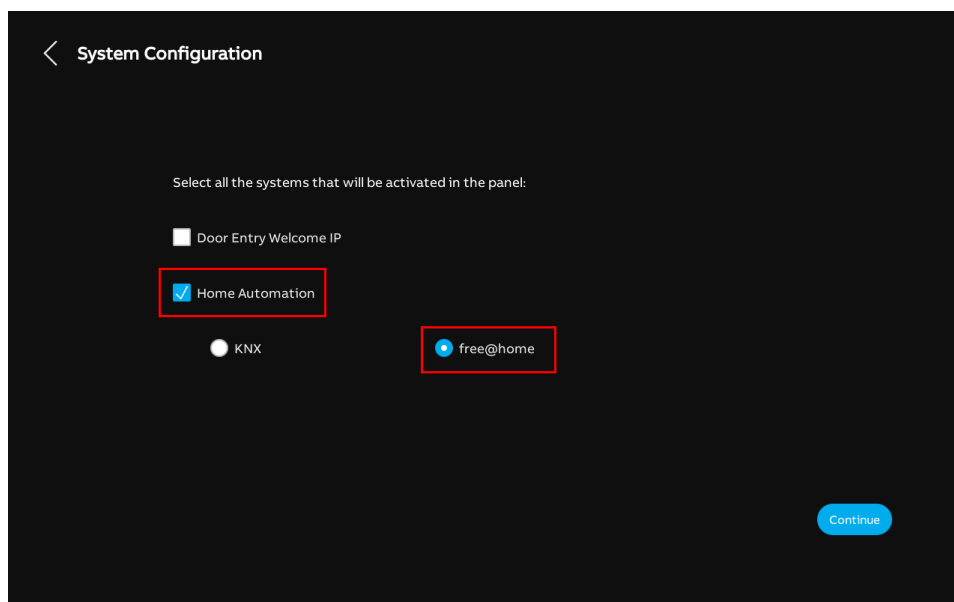 System Configuration
Select all the systems that will be activated in the panel:
Door Entry Welcome IP
Home Automation
KNX
free@home
Continue